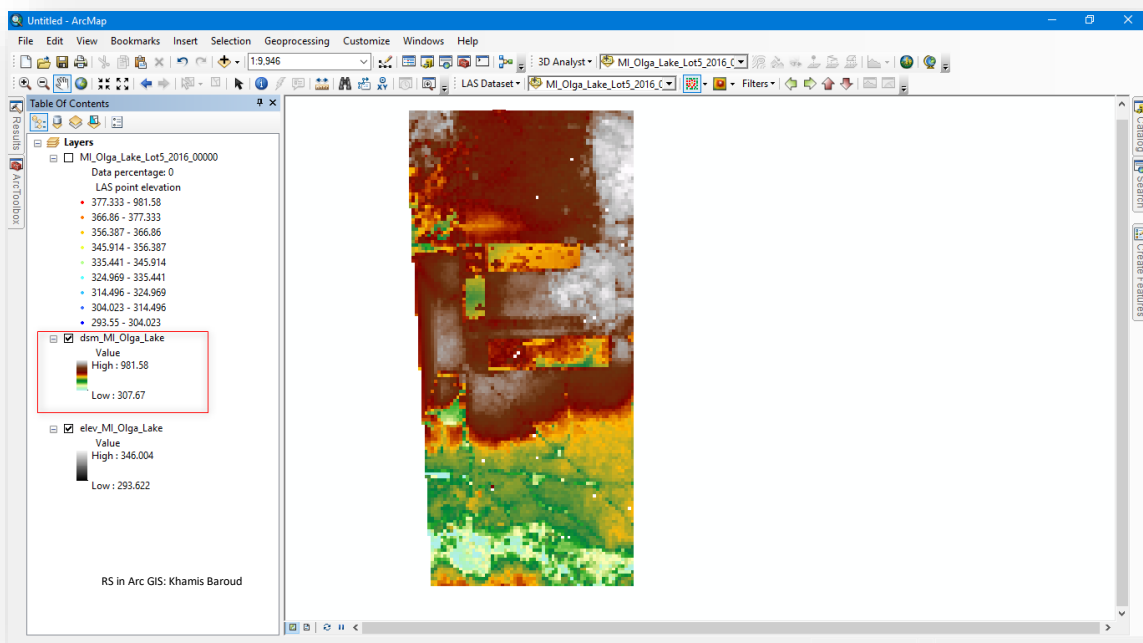 Untitled - ArcMap
File Edit View Bookmarks Insert Selection Geoprocessing Customize Windows Help
1:9,946
3D Analyst MI_Olga_Lake_Lot5_2016_
LAS Dataset MI_Olga_Lake_Lot5_2016_
Filters
Table Of Contents
Results
ArcToolbox
Layers
MI_Olga_Lake_Lot5_2016_00000
Data percentage: 0
LAS point elevation
377.333 - 981.58
366.86 - 377.333
356.387 - 366.86
345.914 - 356.387
335.441 - 345.914
324.969 - 335.441
314.496 - 324.969
304.023 - 314.496
293.55 - 304.023
dsm_MI_Olga_Lake
Value
High : 981.58
Low : 307.67
elev_MI_Olga_Lake
Value
High : 346.004
Low : 293.622
RS in Arc GIS: Khamis Baroud
Catalog
Search
Create Features